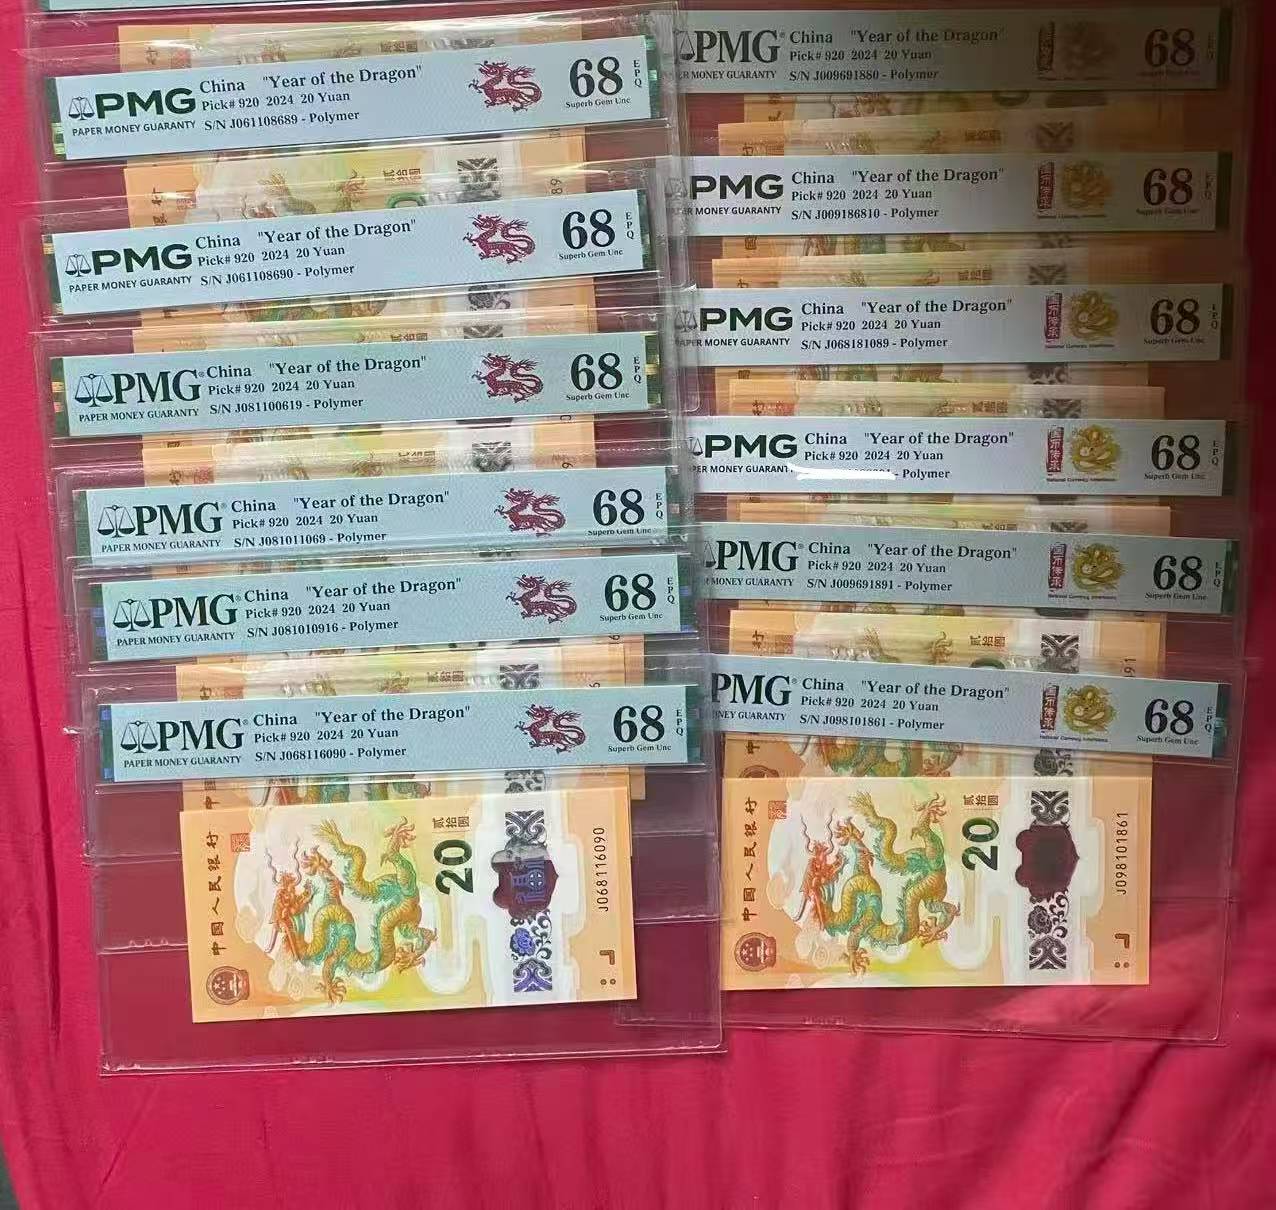 PMG
PAPER MONEY GUARANTY
China "Year of the Dragon"
Pick# 920 2024 20 Yuan
S/N J061108689 - Polymer
68
EPQ
Superb Gem Unc
PMG
PAPER MONEY GUARANTY
China "Year of the Dragon"
Pick# 920 2024 20 Yuan
S/N J061108690 - Polymer
68
EPQ
Superb Gem Unc
PMG
PAPER MONEY GUARANTY
China "Year of the Dragon"
Pick# 920 2024 20 Yuan
S/N J081100619 - Polymer
68
EPQ
Superb Gem Unc
PMG
PAPER MONEY GUARANTY
China "Year of the Dragon"
Pick# 920 2024 20 Yuan
S/N J081011069 - Polymer
68
EPQ
Superb Gem Unc
PMG
PAPER MONEY GUARANTY
China "Year of the Dragon"
Pick# 920 2024 20 Yuan
S/N J081010916 - Polymer
68
EPQ
Superb Gem Unc
PMG
PAPER MONEY GUARANTY
China "Year of the Dragon"
Pick# 920 2024 20 Yuan
S/N J068116090 - Polymer
68
EPQ
Superb Gem Unc
中国人民银行
贰拾圆
20
J068116090
PMG
ER MONEY GUARANTY
China "Year of the Dragon"
Pick# 920 2024 20 Yuan
S/N J009691880 - Polymer
68
Superb Gem Unc
PMG
ER MONEY GUARANTY
China "Year of the Dragon"
Pick# 920 2024 20 Yuan
S/N J009186810 - Polymer
68
EPQ
Superb Gem Unc
PMG
APER MONEY GUARANTY
China "Year of the Dragon"
Pick# 920 2024 20 Yuan
S/N J068181089 - Polymer
68
EPQ
Superb Gem Unc
PMG
PER MONEY GUARANT
China "Year of the Dragon"
Pick# 920 2024 20 Yuan
- Polymer
68
EPQ
Superb Gem Unc
PMG
MONEY GUARANTY
China "Year of the Dragon"
Pick# 920 2024 20 Yuan
S/N J009691891 - Polymer
68
EPQ
Superb Gem Unc
PMG
NEY GUARANTY
China "Year of the Dragon"
Pick# 920 2024 20 Yuan
S/N J098101861 - Polymer
68
EPQ
Superb Gem Unc
中国人民银行
贰拾圆
20
J098101861